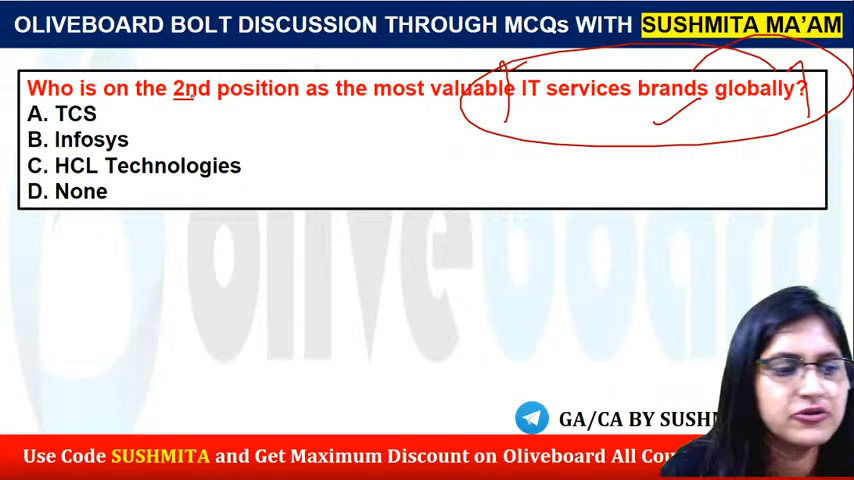 OLIVEBOARD BOLT DISCUSSION THROUGH MCQs WITH SUSHMITA MA’AM
Who is on the 2nd position as the most valuable IT services brands globally?
A. TCS
B. Infosys
C. HCL Technologies
D. None
oliveboard
GA/CA BY
Use Code SUSHMITA and Get Maximum Discount on Oliveboard All